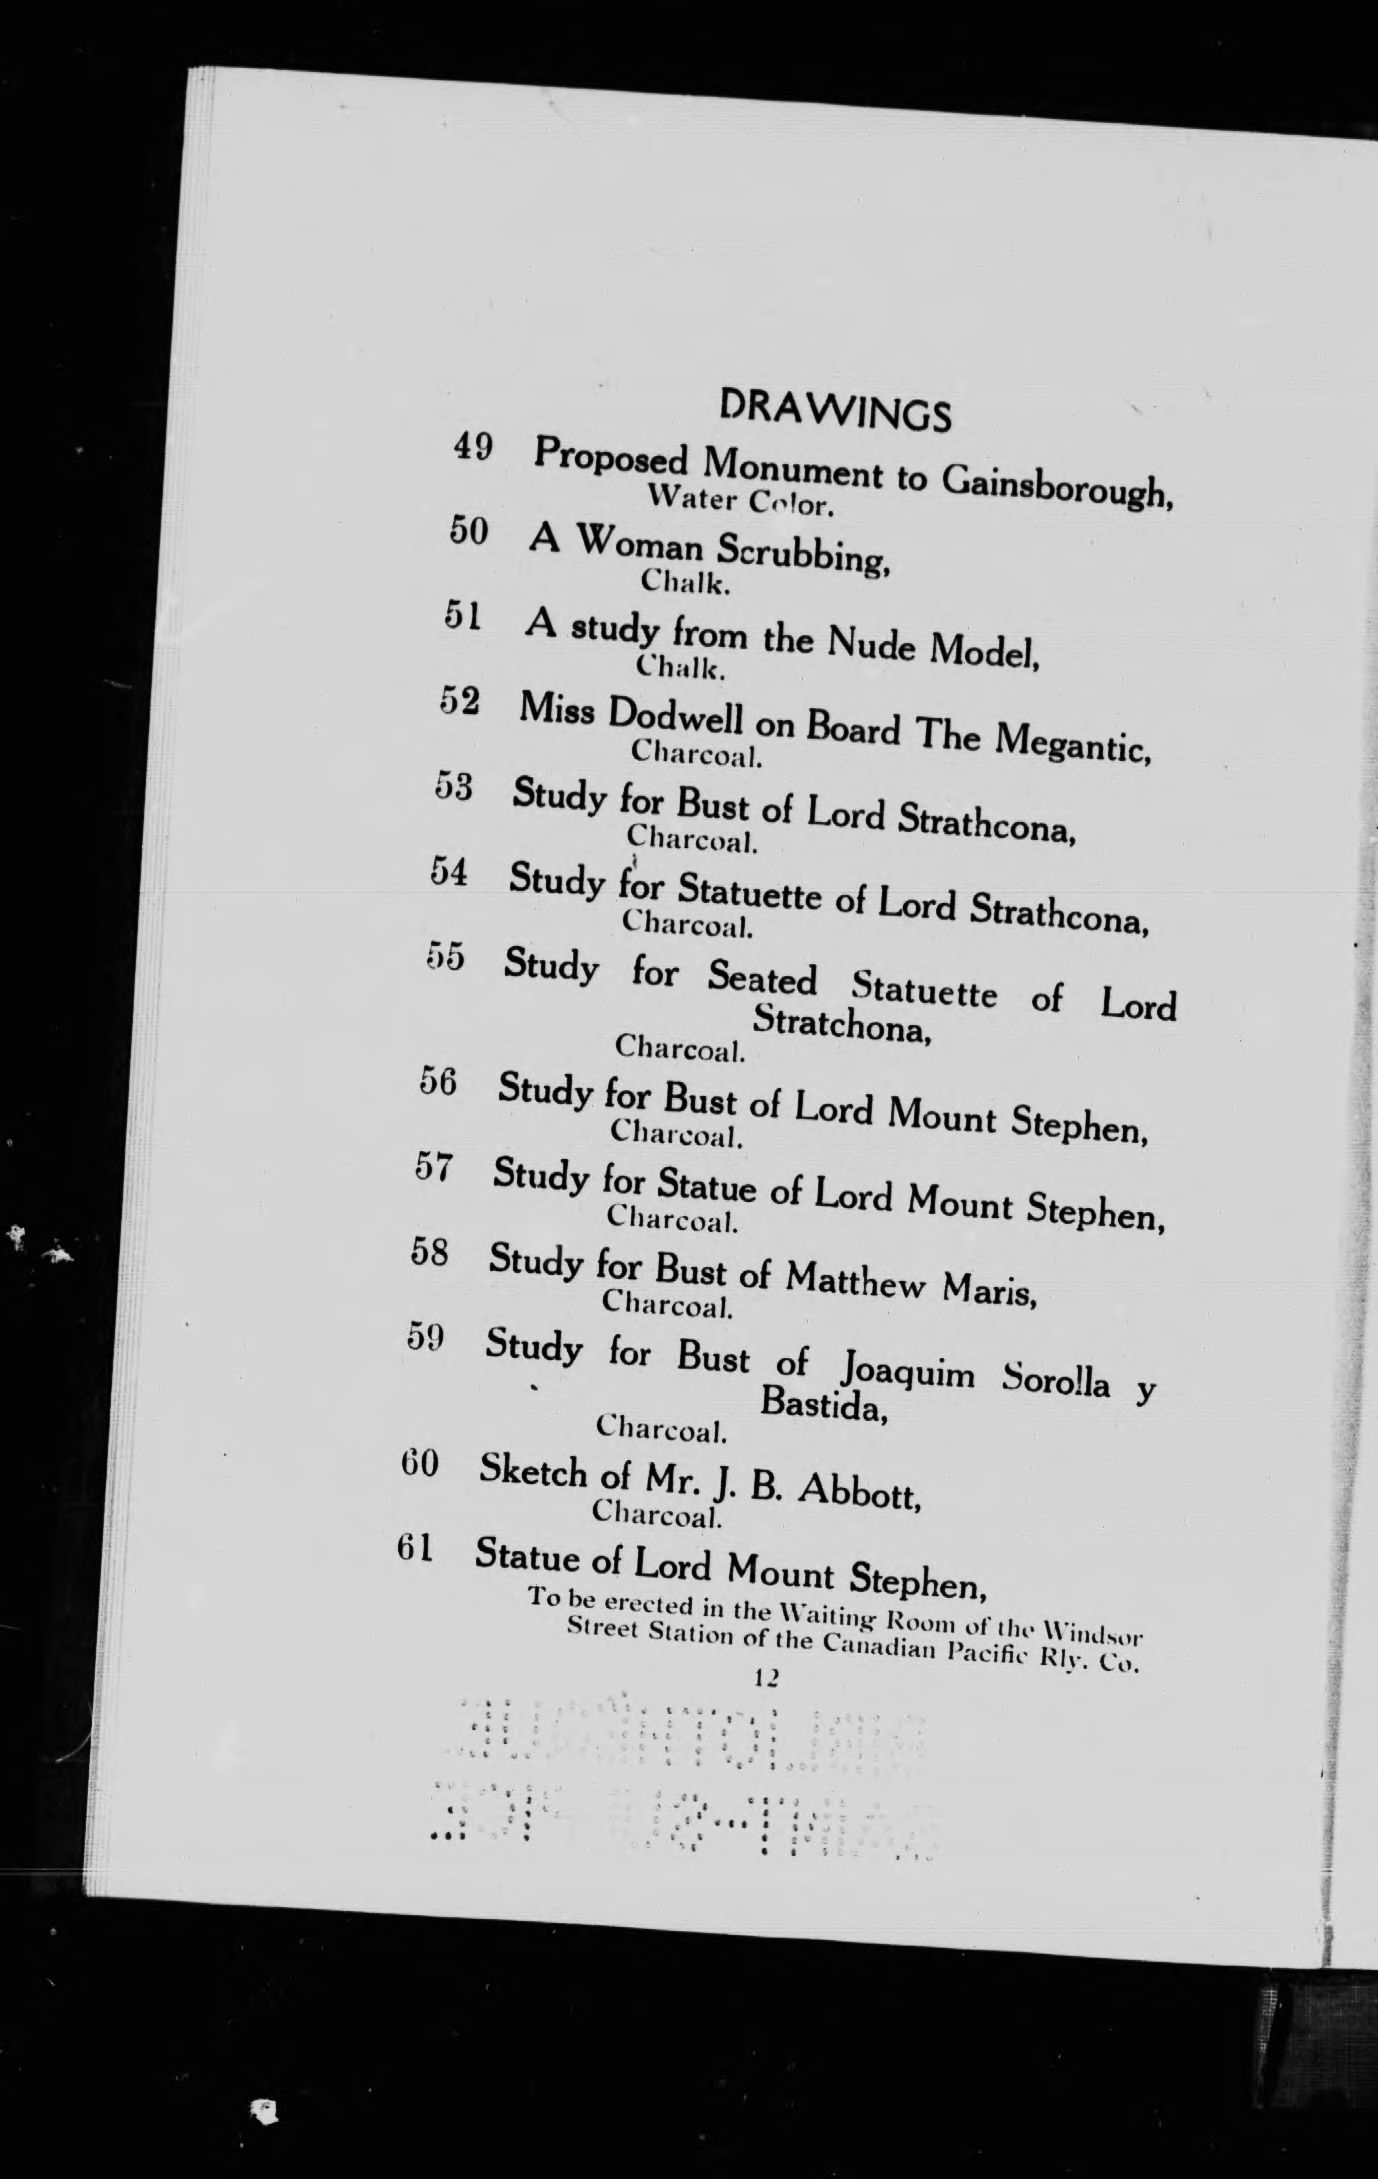 DRAWINGS
49 Proposed Monument to Gainsborough,
Water Color.
50 A Woman Scrubbing,
Chalk.
51 A study from the Nude Model,
Chalk.
52 Miss Dodwell on Board The Megantic,
Charcoal.
53 Study for Bust of Lord Strathcona,
Charcoal.
54 Study for Statuette of Lord Strathcona,
Charcoal.
55 Study for Seated Statuette of Lord
Stratchona,
Charcoal.
56 Study for Bust of Lord Mount Stephen,
Charcoal.
57 Study for Statue of Lord Mount Stephen,
Charcoal.
58 Study for Bust of Matthew Maris,
Charcoal.
59 Study for Bust of Joaquim Sorolla y
Bastida,
Charcoal.
60 Sketch of Mr. J. B. Abbott,
Charcoal.
61 Statue of Lord Mount Stephen,
To be erected in the Waiting Room of the Windsor
Street Station of the Canadian Pacific Rly. Co.
12